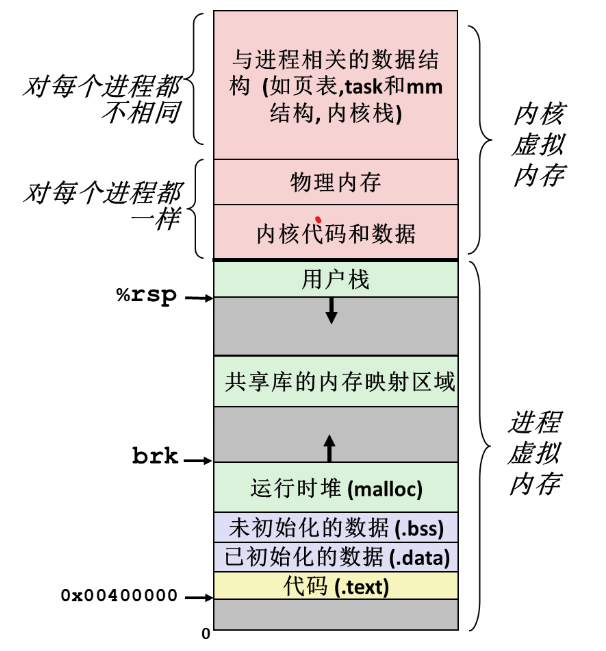 对每个进程都
不相同
与进程相关的数据结
构 (如页表,task和mm
结构, 内核栈)
内核
虚拟
内存
对每个进程都
一样
物理内存
内核代码和数据
用户栈
%rsp
共享库的内存映射区域
brk
运行时堆 (malloc)
进程
虚拟
内存
未初始化的数据 (.bss)
已初始化的数据 (.data)
代码 (.text)
0x00400000
0